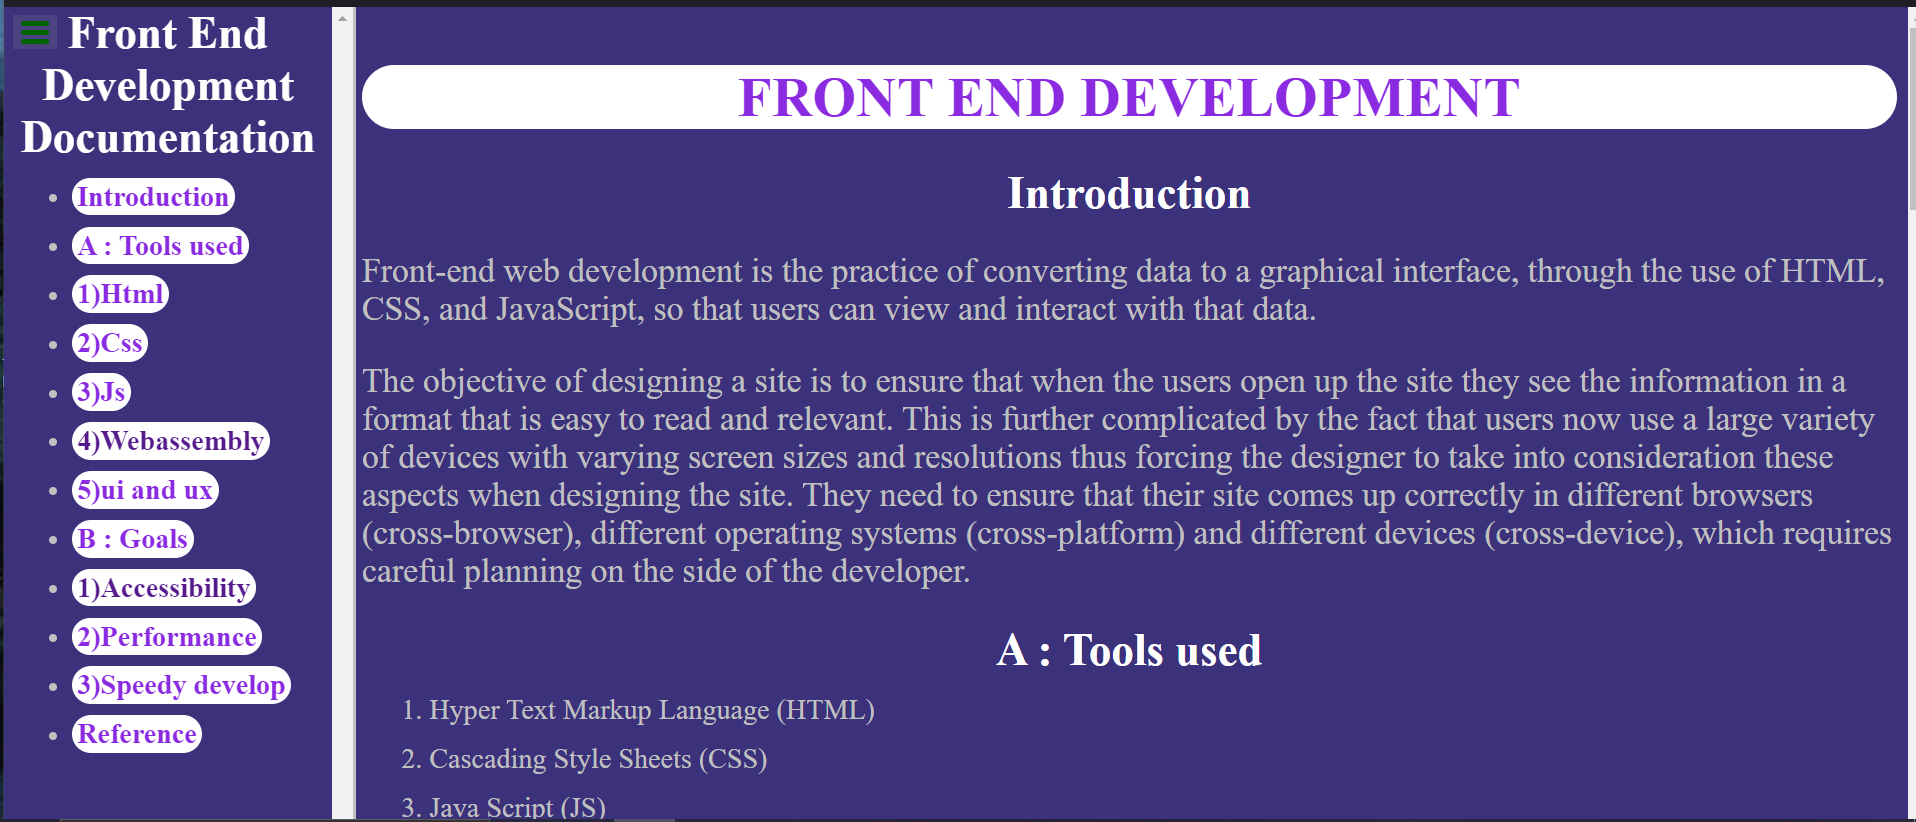 Front End
Development
Documentation
Introduction
A : Tools used
1)Html
2)Css
3)Js
4)Webassembly
5)ui and ux
B : Goals
1)Accessibility
2)Performance
3)Speedy develop
Reference
FRONT END DEVELOPMENT
Introduction
Front-end web development is the practice of converting data to a graphical interface, through the use of HTML,
CSS, and JavaScript, so that users can view and interact with that data.
The objective of designing a site is to ensure that when the users open up the site they see the information in a
format that is easy to read and relevant. This is further complicated by the fact that users now use a large variety
of devices with varying screen sizes and resolutions thus forcing the designer to take into consideration these
aspects when designing the site. They need to ensure that their site comes up correctly in different browsers
(cross-browser), different operating systems (cross-platform) and different devices (cross-device), which requires
careful planning on the side of the developer.
A : Tools used
1. Hyper Text Markup Language (HTML)
2. Cascading Style Sheets (CSS)
3. Java Script (JS)